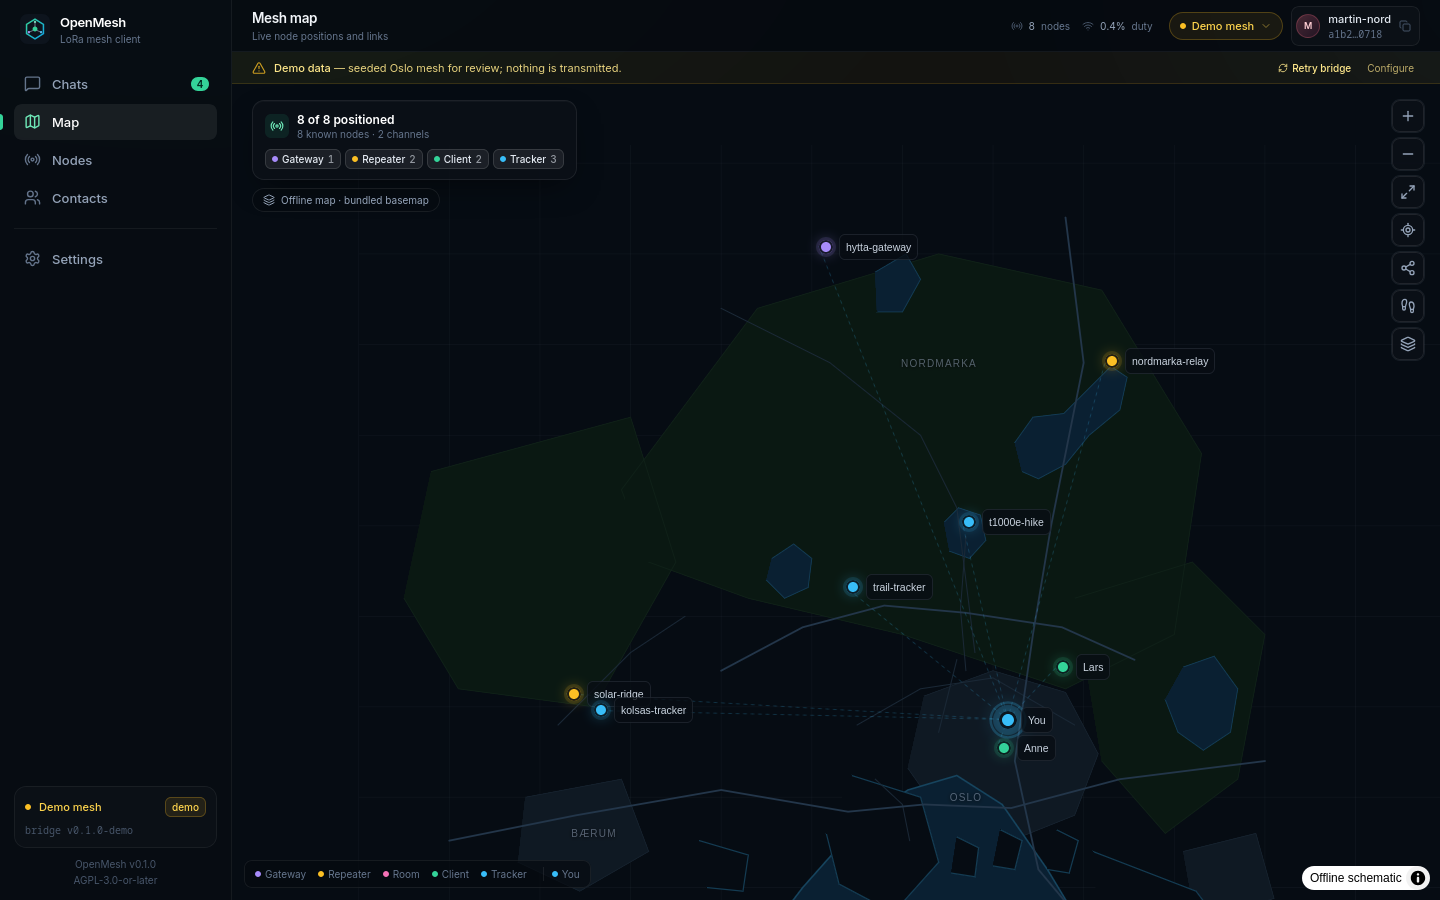 OpenMesh
LoRa mesh client
Chats
4
Map
Nodes
Contacts
Settings
Demo mesh
demo
bridge v0.1.0-demo
OpenMesh v0.1.0
AGPL-3.0-or-later
Mesh map
Live node positions and links
8 nodes
0.4% duty
Demo mesh
M
martin-nord
a1b2…0718
Demo data — seeded Oslo mesh for review; nothing is transmitted.
Retry bridge
Configure
8 of 8 positioned
8 known nodes · 2 channels
Gateway 1
Repeater 2
Client 2
Tracker 3
Offline map · bundled basemap
hytta-gateway
NORDMARKA
nordmarka-relay
t1000e-hike
trail-tracker
Lars
solar-ridge
kolsas-tracker
You
Anne
OSLO
BÆRUM
Gateway
Repeater
Room
Client
Tracker
You
Offline schematic